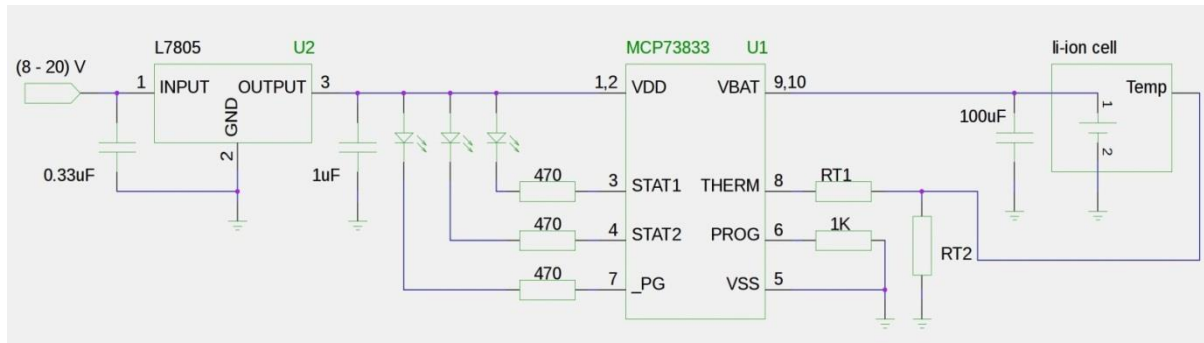 L7805 U2 MCP73833 U1 li-ion cell
(8 - 20) V
1 INPUT OUTPUT 3 1,2 VDD VBAT 9,10 Temp
GND
2
0.33uF 1uF 100uF
1
2
470 3 STAT1 THERM 8 RT1
470 4 STAT2 PROG 6 1K
RT2
470 7 _PG VSS 5